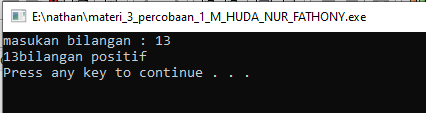 E:\nathan\materi_3_percobaan_1_M_HUDA_NUR_FATHONY.exe
masukan bilangan : 13
13bilangan positif
Press any key to continue . . .